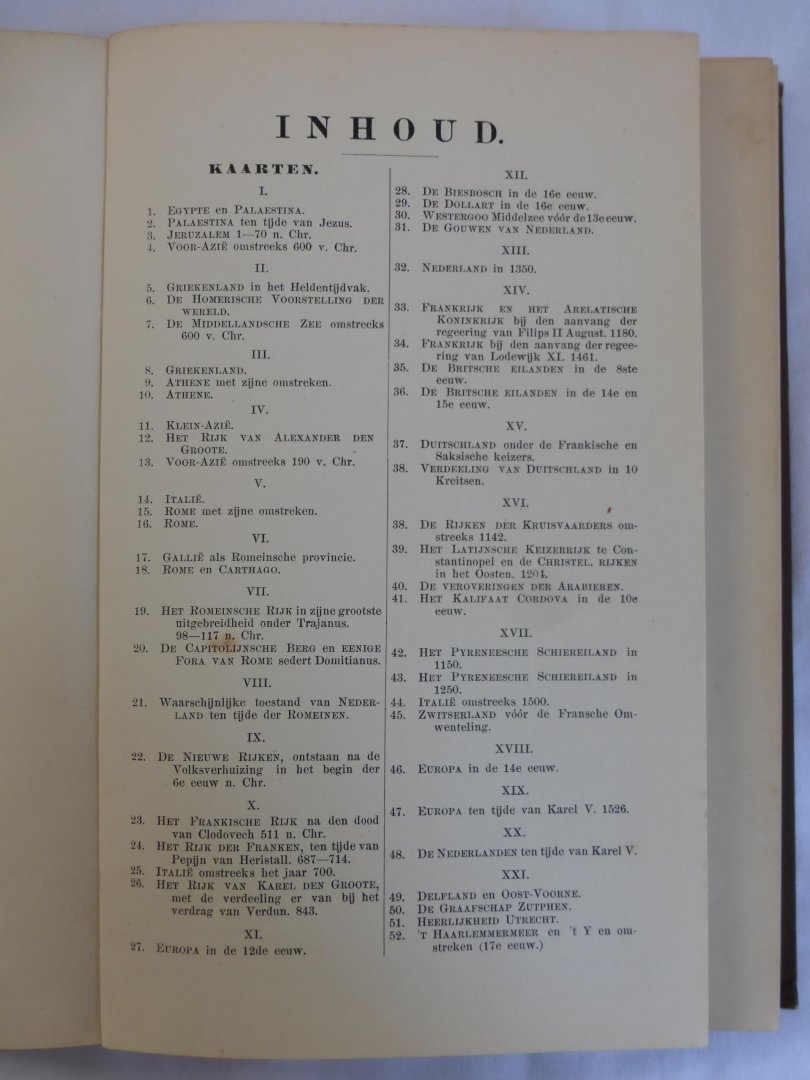 INHOUD.
KAARTEN.
I.
1. EGYPTE en PALAESTINA.
2. PALAESTINA ten tijde van Jezus.
3. JERUZALEM 1—70 n. Chr.
4. VOOR-AZIË omstreeks 600 v. Chr.
II.
5. GRIEKENLAND in het Heldentijdvak.
6. DE HOMERISCHE VOORSTELLING DER
WERELD.
7. DE MIDDELLANDSCHE ZEE omstreeks
600 v. Chr.
III.
8. GRIEKENLAND.
9. ATHENE met zijne omstreken.
10. ATHENE.
IV.
11. KLEIN-AZIË.
12. HET RIJK VAN ALEXANDER DEN
GROOTE.
13. VOOR-AZIË omstreeks 190 v. Chr.
V.
14. ITALIË.
15. ROME met zijne omstreken.
16. ROME.
VI.
17. GALLIË als Romeinsche provincie.
18. ROME en CARTHAGO.
VII.
19. HET ROMEINSCHE RIJK in zijne grootste
uitgebreidheid onder Trajanus.
98—117 n. Chr.
20. DE CAPITOLIJNSCHE BERG en EENIGE
FORA VAN ROME sedert Domitianus.
VIII.
21. Waarschijnlijke toestand van NEDER-
LAND ten tijde der ROMEINEN.
IX.
22. DE NIEUWE RIJKEN, ontstaan na de
Volksverhuizing in het begin der
6e eeuw n. Chr.
X.
23. HET FRANKISCHE RIJK na den dood
van Clodovech 511 n. Chr.
24. HET RIJK DER FRANKEN, ten tijde van
Pepijn van Heristall. 687—714.
25. ITALIË omstreeks het jaar 700.
26. HET RIJK VAN KAREL DEN GROOTE,
met de verdeeling er van bij het
verdrag van Verdun. 843.
XI.
27. EUROPA in de 12de eeuw.
XII.
28. DE BIESBOSCH in de 16e eeuw.
29. DE DOLLART in de 16e eeuw.
30. WESTERGOO Middelzee vóór de 13e eeuw.
31. DE GOUWEN VAN NEDERLAND.
XIII.
32. NEDERLAND in 1350.
XIV.
33. FRANKRIJK EN HET ARELATISCHE
KONINKRIJK bij den aanvang der
regeering van Filips II August. 1180.
34. FRANKRIJK bij den aanvang der regee-
ring van Lodewijk XI. 1461.
35. DE BRITSCHE EILANDEN in de 8ste
eeuw.
36. DE BRITSCHE EILANDEN in de 14e en
15e eeuw.
XV.
37. DUITSCHLAND onder de Frankische en
Saksische keizers.
38. VERDEELING VAN DUITSCHLAND in 10
Kreitsen.
XVI.
38. DE RIJKEN DER KRUISVAARDERS om-
streeks 1142.
39. HET LATIJNSCHE KEIZERRIJK te Con-
stantinopel en de CHRISTEL. RIJKEN
in het Oosten. 1204.
40. DE VEROVERINGEN DER ARABIEREN.
41. HET KALIFAAT CORDOVA in de 10e
eeuw.
XVII.
42. HET PYRENEESCHE SCHIEREILAND in
1150.
43. HET PYRENEESCHE SCHIEREILAND in
1250.
44. ITALIË omstreeks 1500.
45. ZWITSERLAND vóór de Fransche Om-
wenteling.
XVIII.
46. EUROPA in de 14e eeuw.
XIX.
47. EUROPA ten tijde van Karel V. 1526.
XX.
48. DE NEDERLANDEN ten tijde van Karel V.
XXI.
49. DELFLAND en OOST-VOORNE.
50. DE GRAAFSCHAP ZUTPHEN.
51. HEERLIJKHEID UTRECHT.
52. 'T HAARLEMMERMEER en 't Y en om-
streken (17e eeuw.)